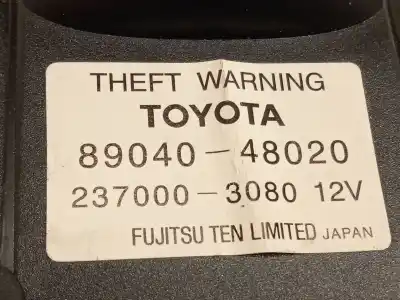 THEFT WARNING
TOYOTA
89040-48020
237000-3080 12V
FUJITSU TEN LIMITED JAPAN